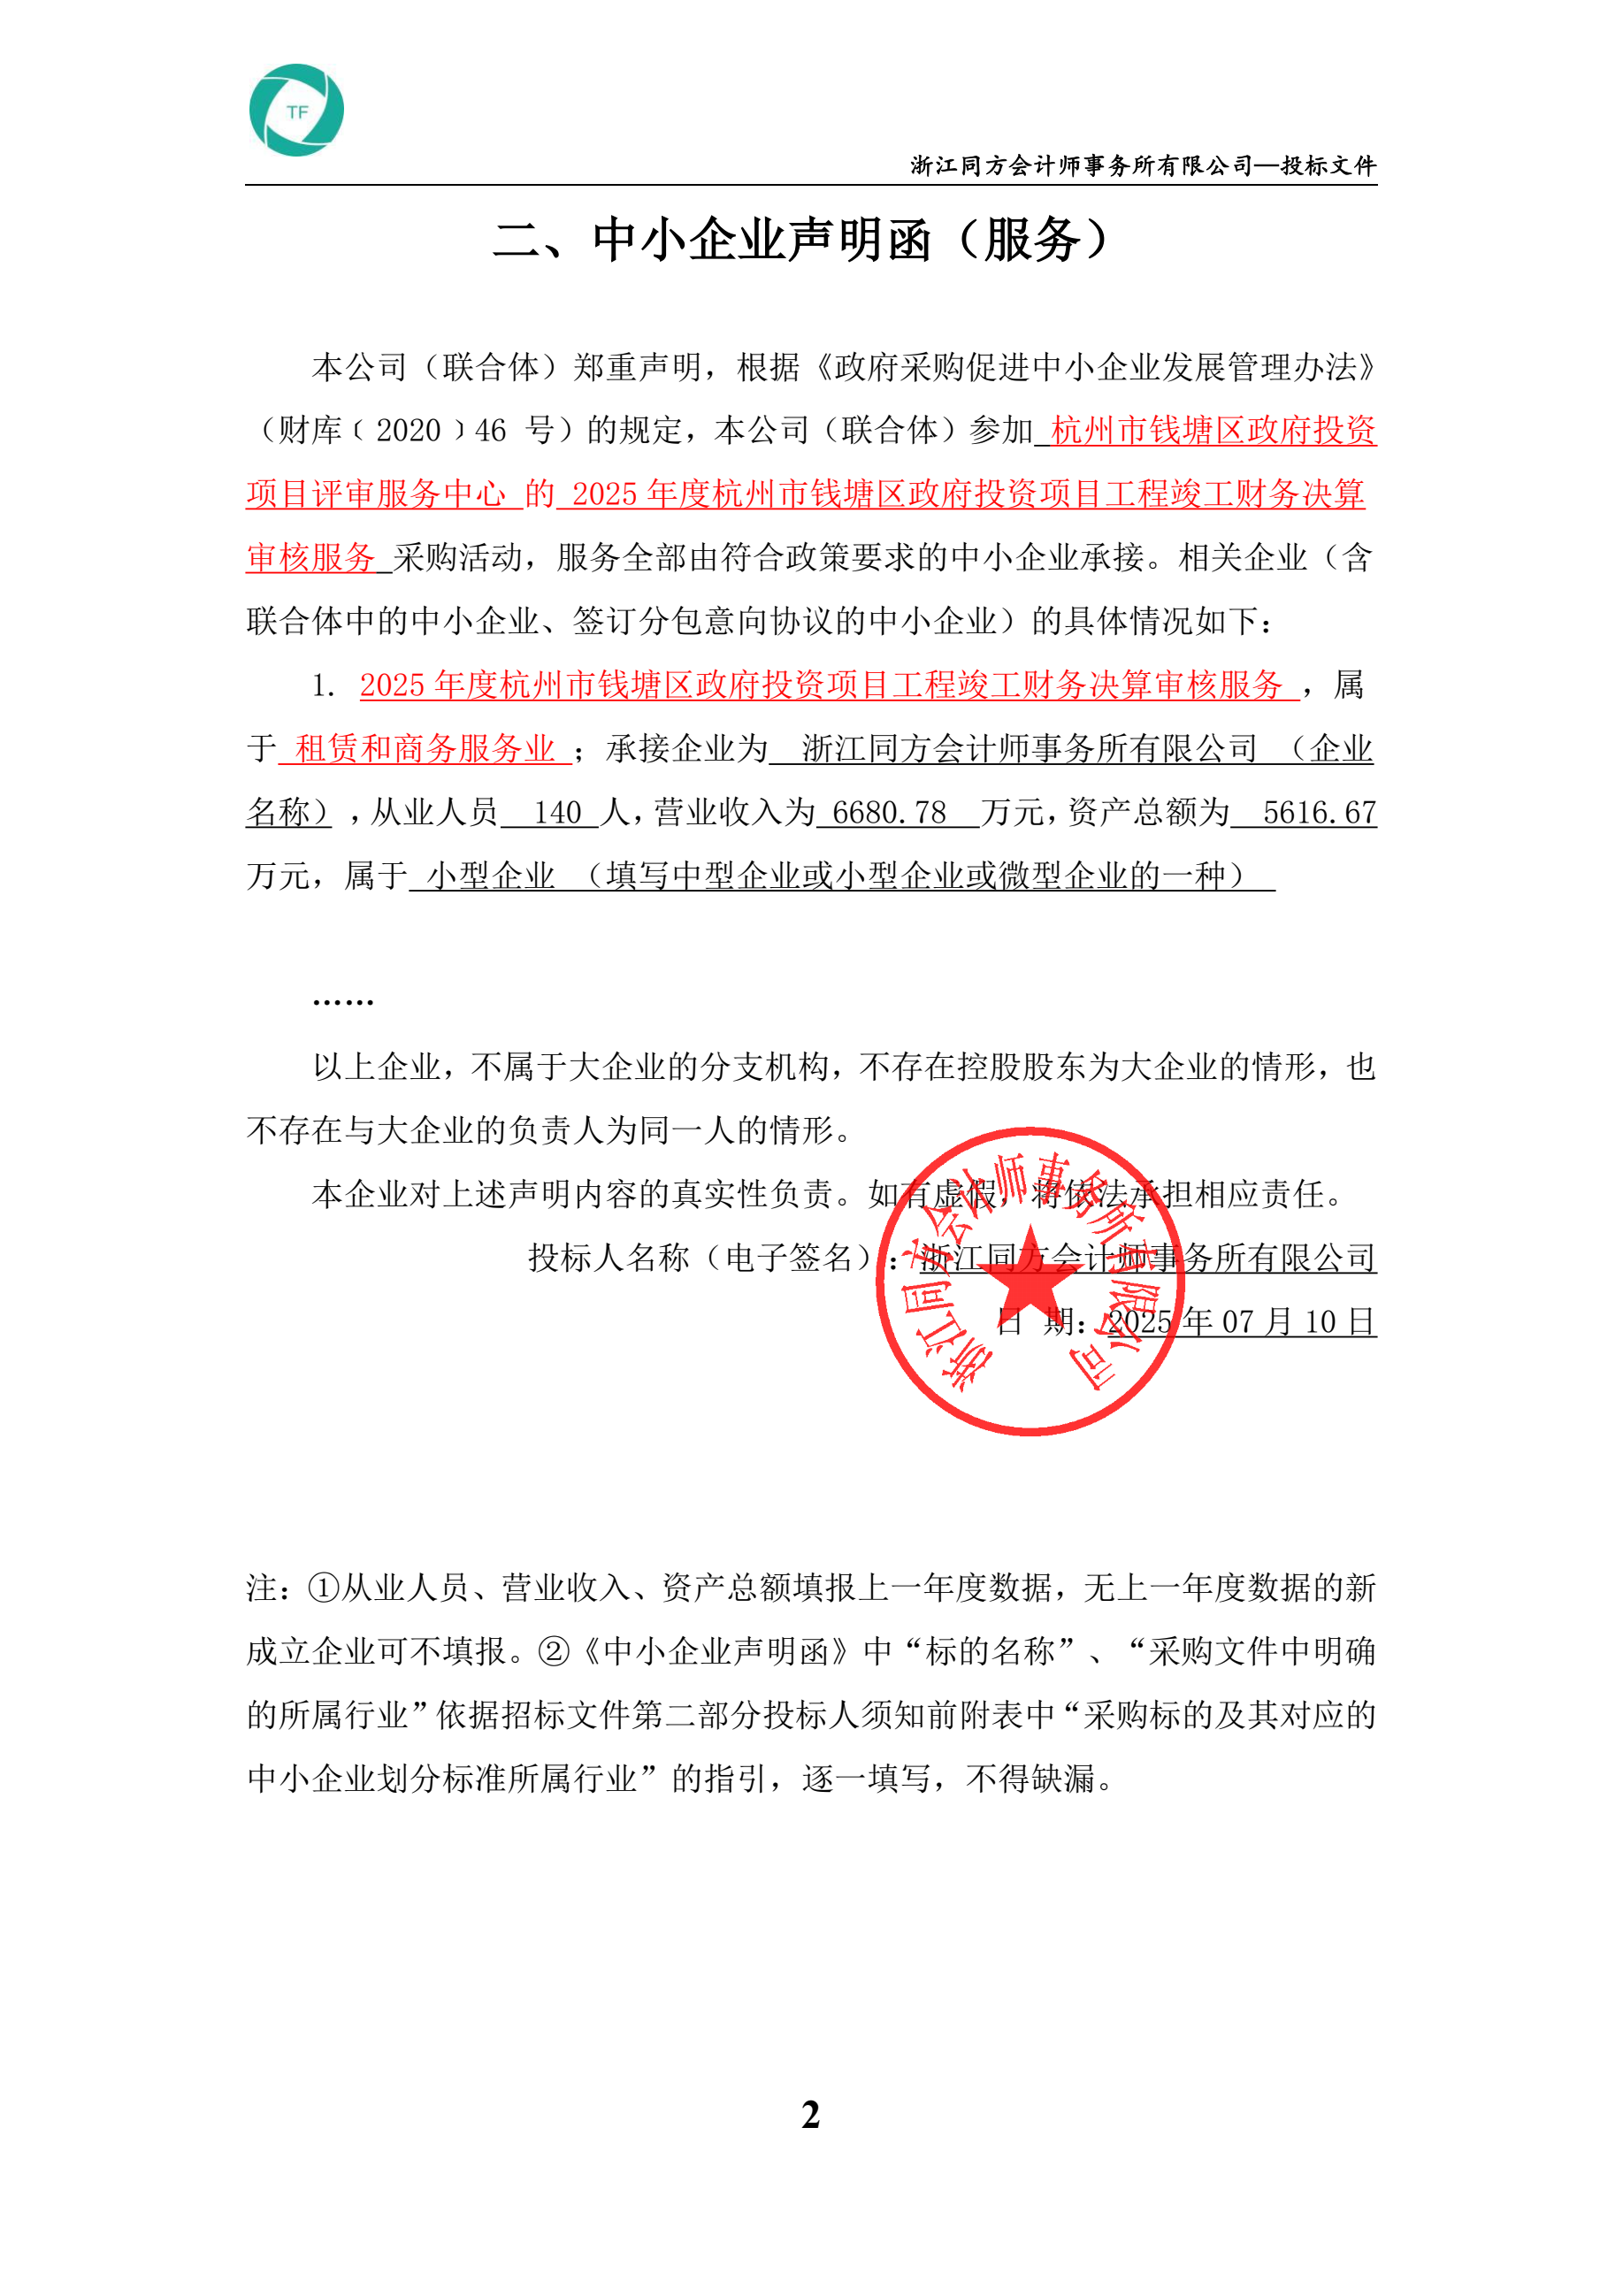 TF
浙江同方会计师事务所有限公司—投标文件
二、中小企业声明函（服务）
本公司（联合体）郑重声明，根据《政府采购促进中小企业发展管理办法》
（财库﹝2020﹞46 号）的规定，本公司（联合体）参加 杭州市钱塘区政府投资
项目评审服务中心 的 2025 年度杭州市钱塘区政府投资项目工程竣工财务决算
审核服务 采购活动，服务全部由符合政策要求的中小企业承接。相关企业（含
联合体中的中小企业、签订分包意向协议的中小企业）的具体情况如下：
1. 2025 年度杭州市钱塘区政府投资项目工程竣工财务决算审核服务 ，属
于 租赁和商务服务业 ；承接企业为 浙江同方会计师事务所有限公司 （企业
名称），从业人员 140 人，营业收入为 6680.78 万元，资产总额为 5616.67
万元，属于 小型企业 （填写中型企业或小型企业或微型企业的一种）
……
以上企业，不属于大企业的分支机构，不存在控股股东为大企业的情形，也
不存在与大企业的负责人为同一人的情形。
本企业对上述声明内容的真实性负责。如有虚假，将依法承担相应责任。
投标人名称（电子签名）：浙江同方会计师事务所有限公司
日 期：2025 年 07 月 10 日
浙江同方会计师事务所有限公司
注：①从业人员、营业收入、资产总额填报上一年度数据，无上一年度数据的新
成立企业可不填报。②《中小企业声明函》中“标的名称”、“采购文件中明确
的所属行业”依据招标文件第二部分投标人须知前附表中“采购标的及其对应的
中小企业划分标准所属行业”的指引，逐一填写，不得缺漏。
2